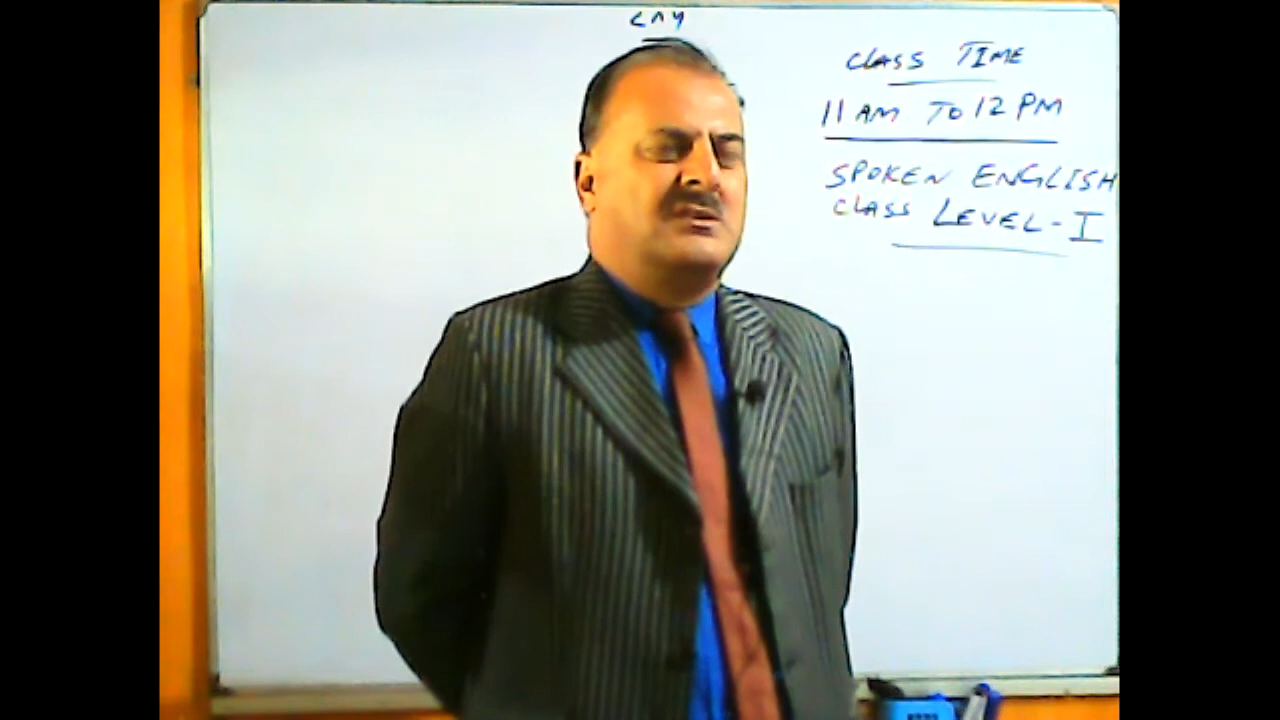 CLASS TIME
11 AM TO 12 PM
SPOKEN ENGLISH
CLASS LEVEL-I